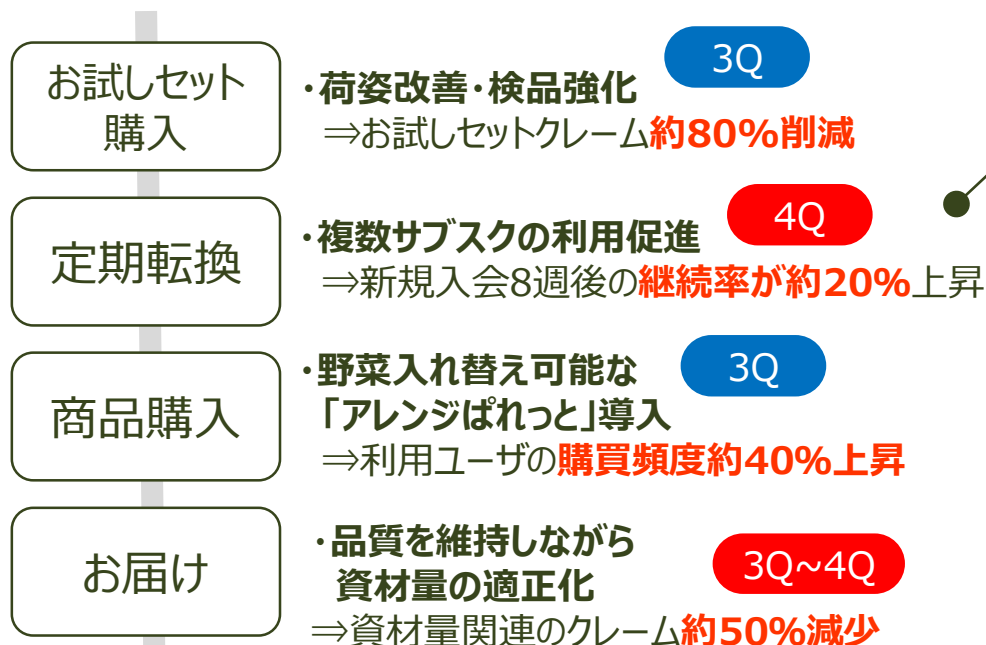 お試しセット
購入
3Q
・荷姿改善・検品強化
⇒お試しセットクレーム約80%削減
定期転換
4Q
・複数サブスクの利用促進
⇒新規入会8週後の継続率が約20%上昇
商品購入
3Q
・野菜入れ替え可能な
「アレンジぱれっと」導入
⇒利用ユーザの購買頻度約40%上昇
お届け
3Q~4Q
・品質を維持しながら
資材量の適正化
⇒資材量関連のクレーム約50%減少